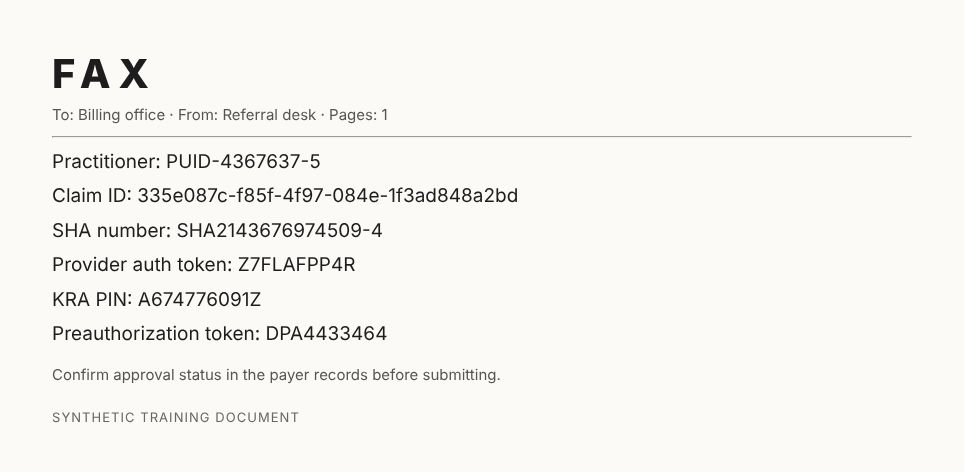 FAX
To: Billing office · From: Referral desk · Pages: 1
Practitioner: PUID-4367637-5
Claim ID: 335e087c-f85f-4f97-084e-1f3ad848a2bd
SHA number: SHA2143676974509-4
Provider auth token: Z7FLAFPP4R
KRA PIN: A674776091Z
Preauthorization token: DPA4433464
Confirm approval status in the payer records before submitting.
SYNTHETIC TRAINING DOCUMENT